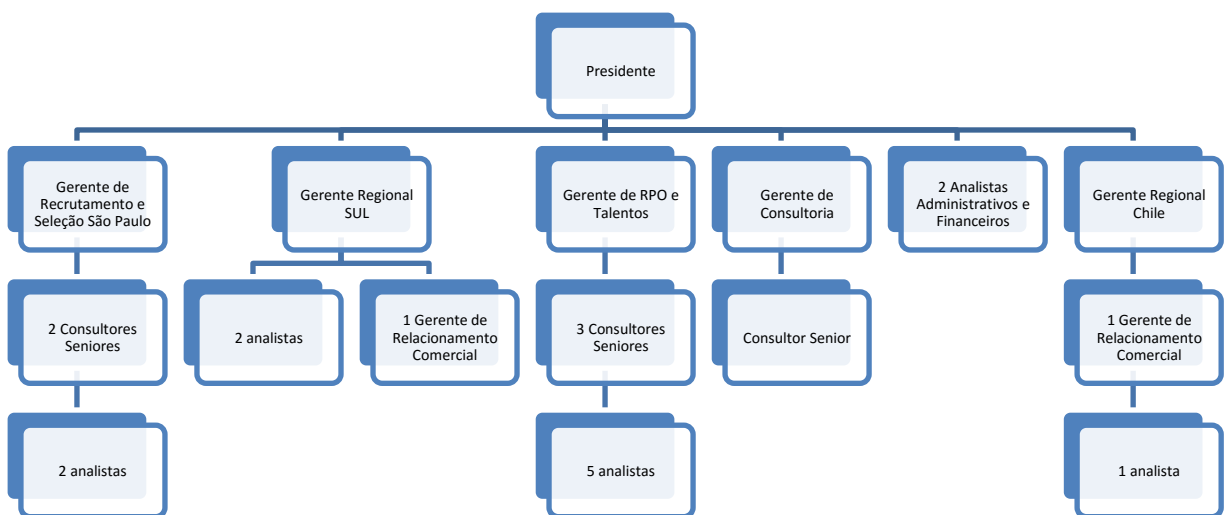 Presidente
Gerente de
Recrutamento e
Seleção São Paulo
Gerente Regional
SUL
Gerente de RPO e
Talentos
Gerente de
Consultoria
2 Analistas
Administrativos e
Financeiros
Gerente Regional
Chile
2 Consultores
Seniores
2 analistas
1 Gerente de
Relacionamento
Comercial
3 Consultores
Seniores
Consultor Senior
1 Gerente de
Relacionamento
Comercial
2 analistas
5 analistas
1 analista